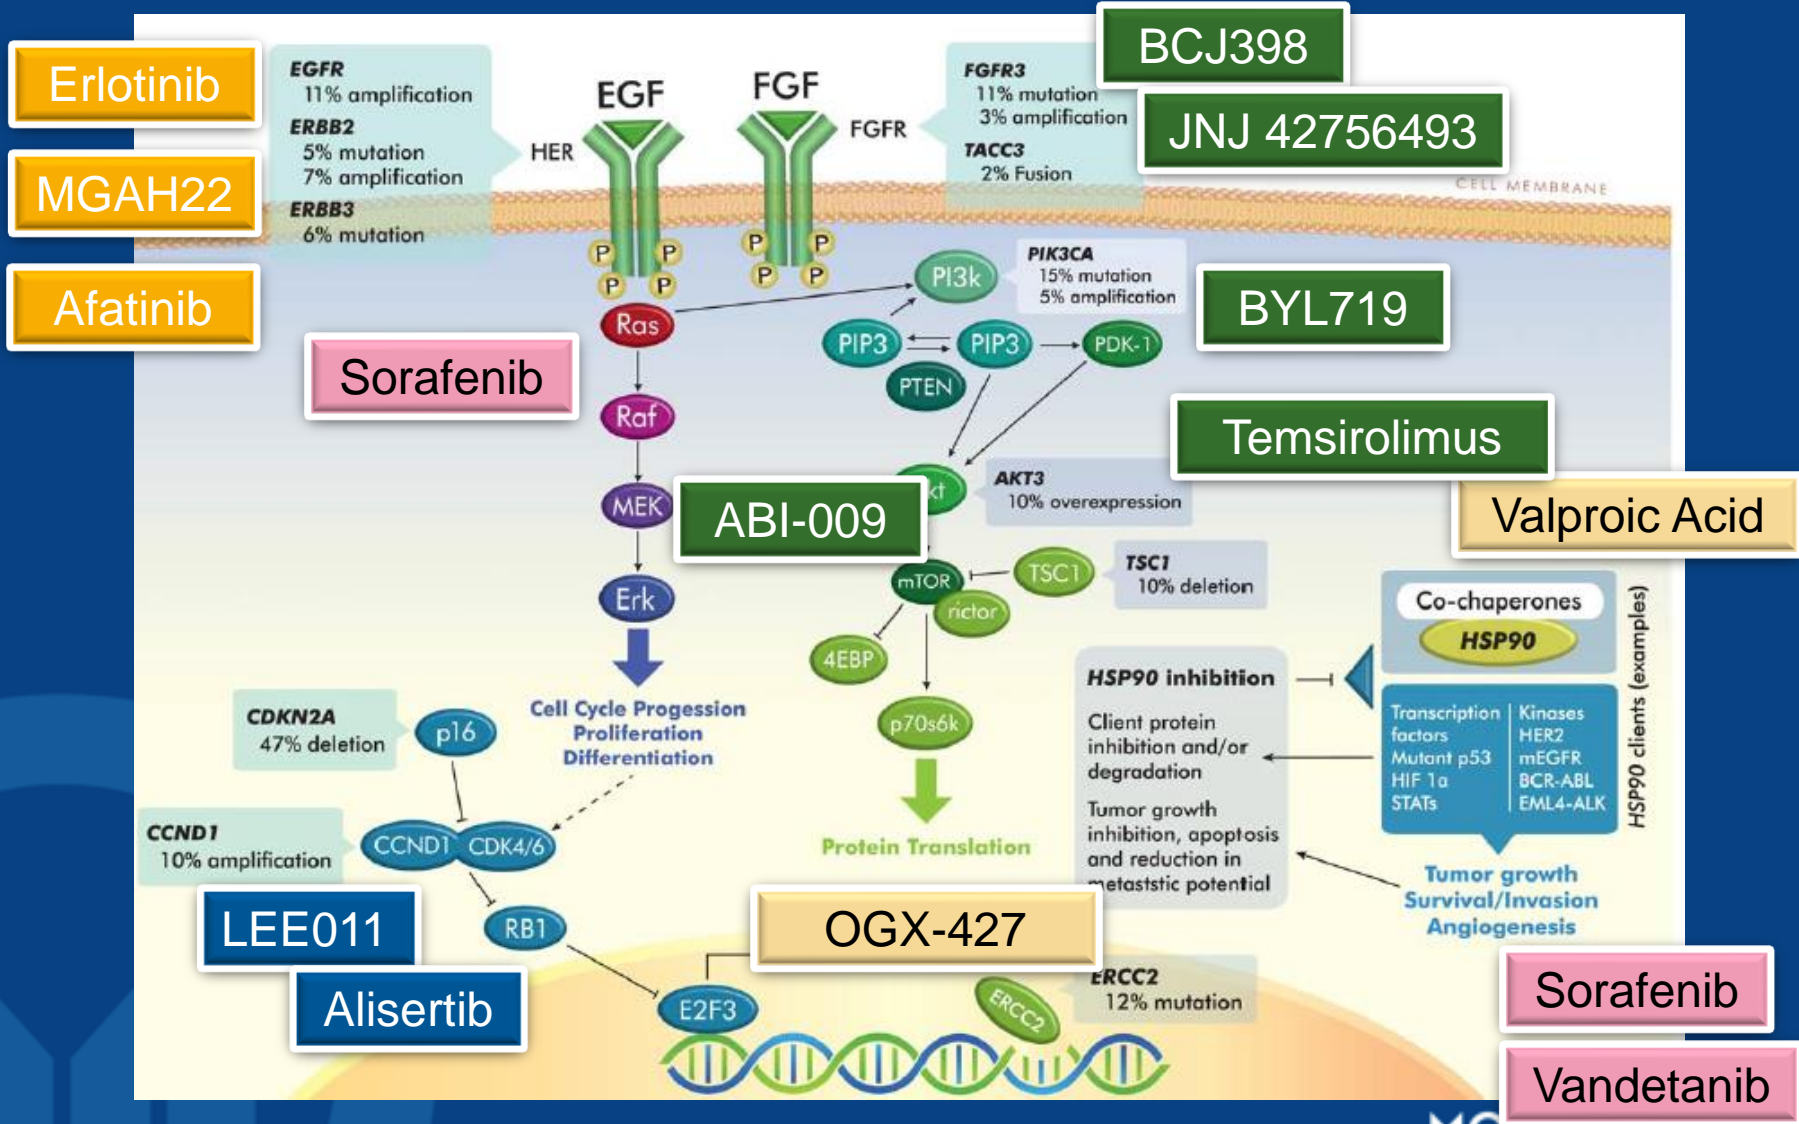 Erlotinib
MGAH22
Afatinib
EGFR
11% amplification
ERBB2
5% mutation
7% amplification
ERBB3
6% mutation
HER
EGF
FGF
FGFR
FGFR3
11% mutation
3% amplification
TACC3
2% Fusion
BCJ398
JNJ 42756493
CELL MEMBRANE
P
P
P
P
P
P
P
P
Ras
Sorafenib
Raf
MEK
Erk
Cell Cycle Progession
Proliferation
Differentiation
PI3k
PIK3CA
15% mutation
5% amplification
BYL719
PIP3
PIP3
PDK-1
PTEN
Temsirolimus
Valproic Acid
AKT3
10% overexpression
ABI-009
mTOR
rictor
TSC1
TSC1
10% deletion
4EBP
p70s6k
Protein Translation
Co-chaperones
HSP90
HSP90 clients (examples)
HSP90 inhibition
Client protein
inhibition and/or
degradation
Tumor growth
inhibition, apoptosis
and reduction in
metaststic potential
Transcription
factors
Mutant p53
HIF 1α
STATs
Kinases
HER2
mEGFR
BCR-ABL
EML4-ALK
Tumor growth
Survival/Invasion
Angiogenesis
CDKN2A
47% deletion
p16
CCND1
10% amplification
CCND1
CDK4/6
LEE011
Alisertib
RB1
E2F3
OGX-427
ERCC2
12% mutation
ERCC2
Sorafenib
Vandetanib